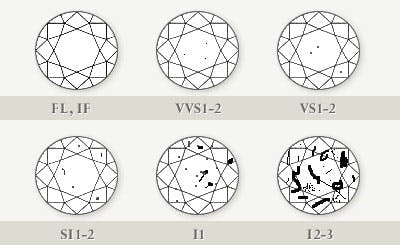 FL, IF VVS1-2 VS1-2
SI1-2 I1 I2-3